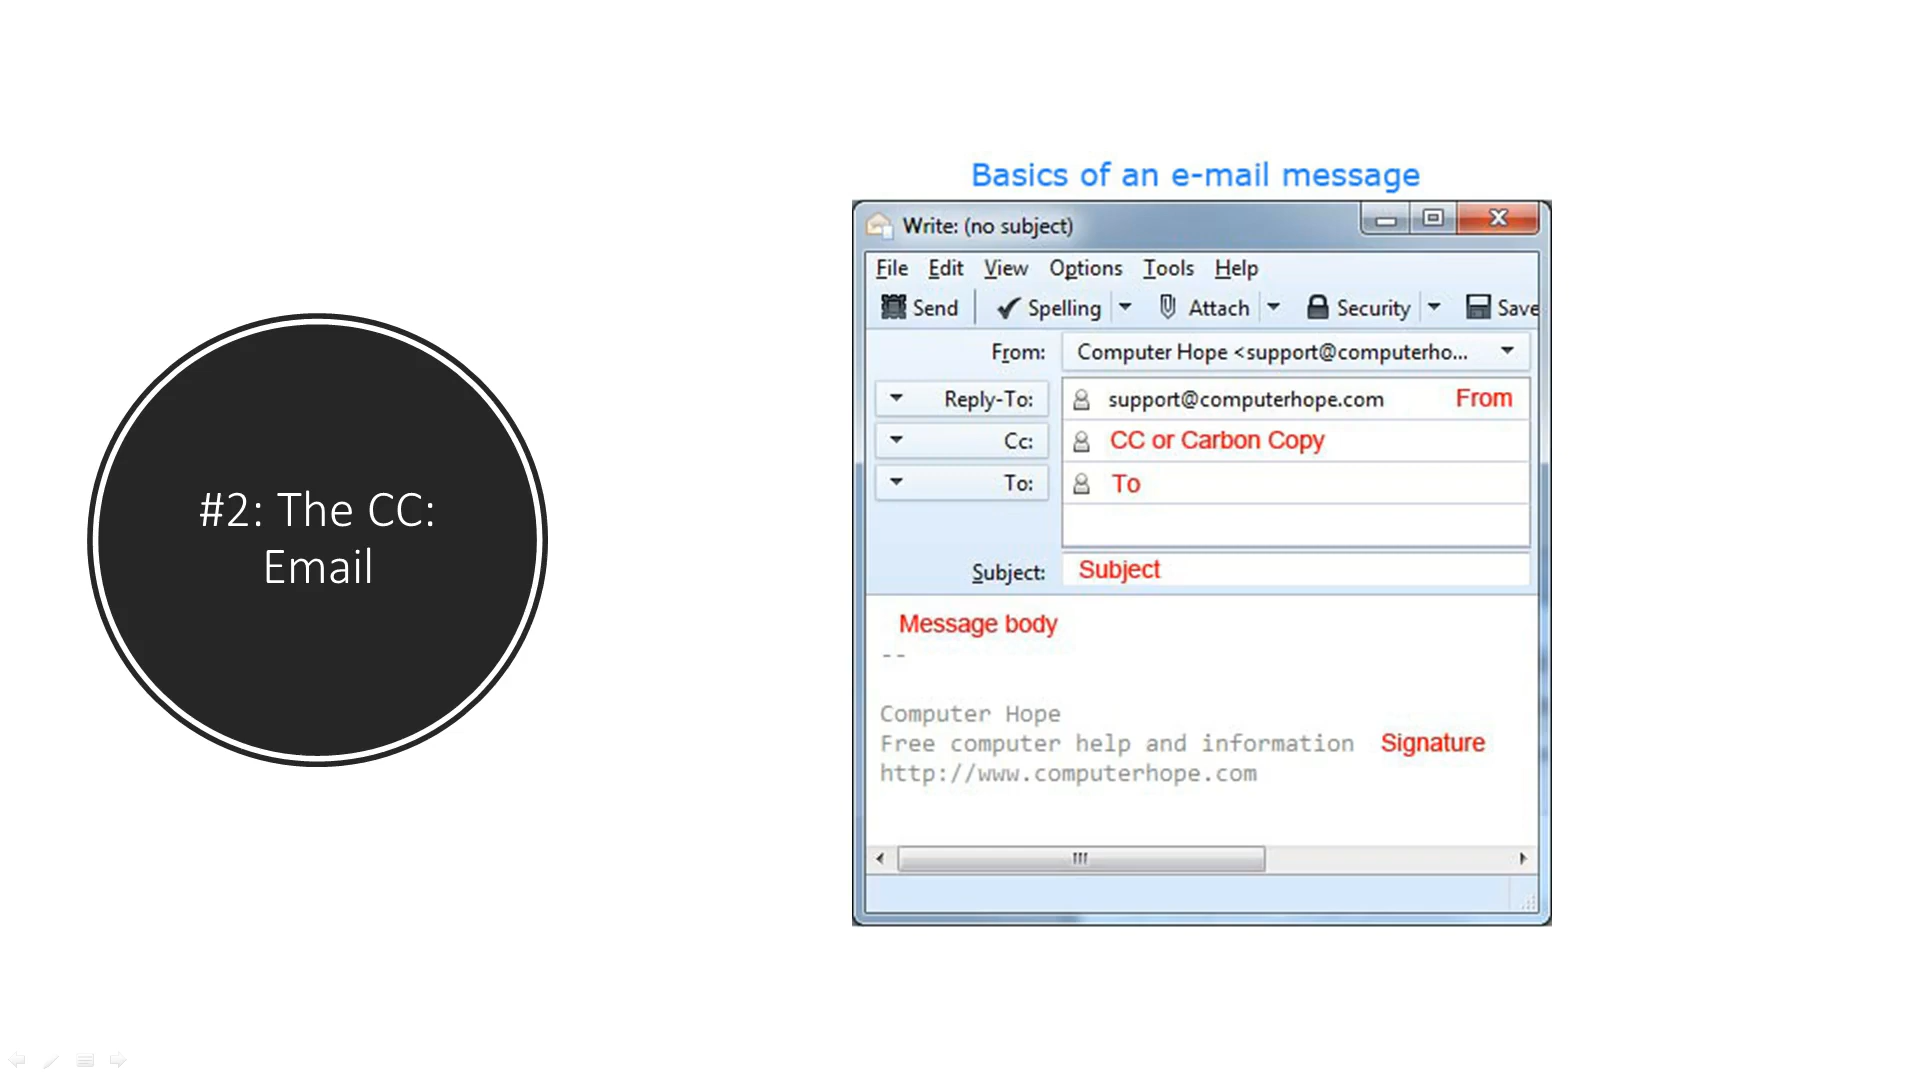 #2: The CC:
Email
Basics of an e-mail message
Write: (no subject)
File Edit View Options Tools Help
Send Spelling Attach Security Save
From: Computer Hope <support@computerho...
Reply-To: support@computerhope.com From
Cc: CC or Carbon Copy
To: To
Subject: Subject
Message body
--
Computer Hope
Free computer help and information Signature
http://www.computerhope.com